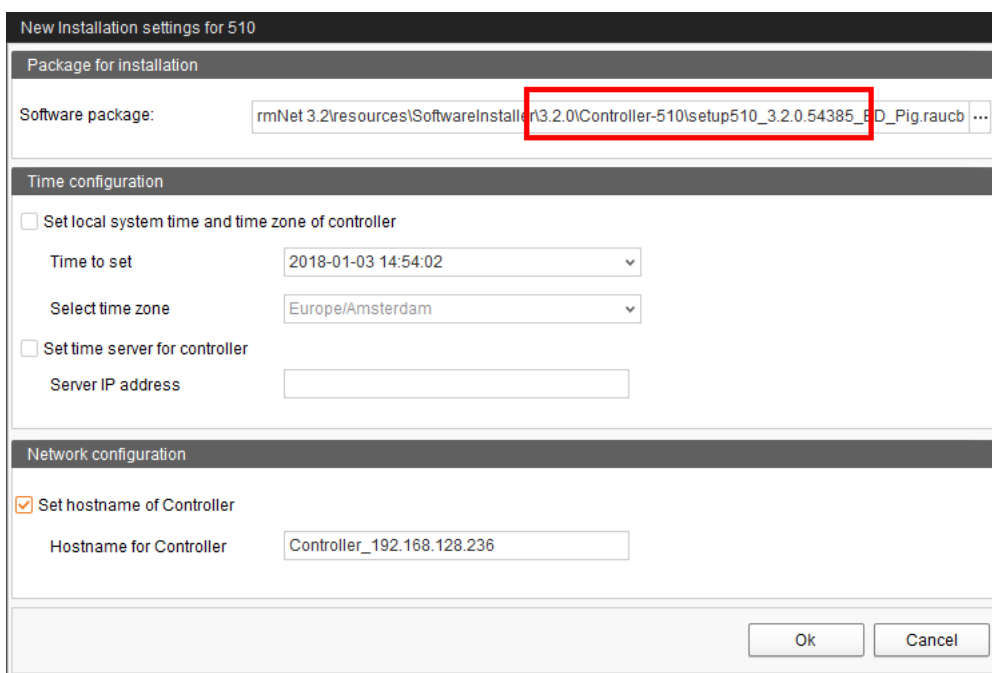 New Installation settings for 510
Package for installation
Software package: rmNet 3.2\resources\SoftwareInstaller\3.2.0\Controller-510\setup510_3.2.0.54385_BD_Pig.raucb ...
Time configuration
Set local system time and time zone of controller
Time to set 2018-01-03 14:54:02
Select time zone Europe/Amsterdam
Set time server for controller
Server IP address
Network configuration
Set hostname of Controller
Hostname for Controller Controller_192.168.128.236
Ok Cancel